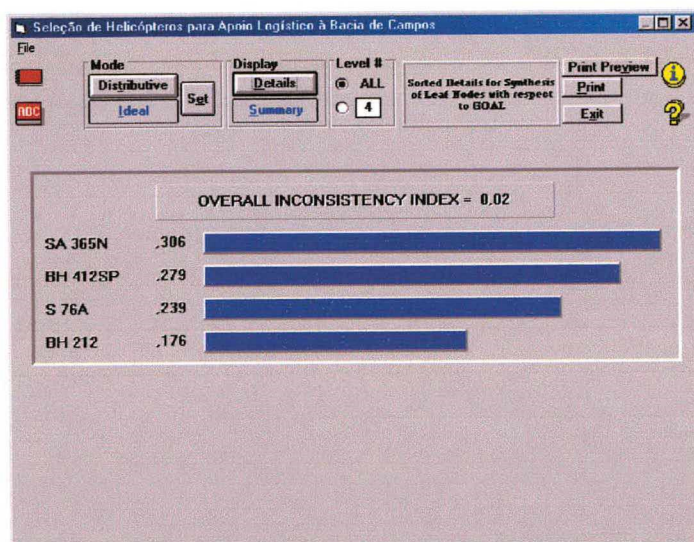 Seleção de Helicópteros para Apoio Logístico à Bacia de Campos
File
Mode
Distributive
Ideal
Set
Display
Details
Summary
Level #
ALL
4
Sorted Details for Synthesis
of Leaf Nodes with respect
to GOAL
Print Preview
Print
Exit
ABC
OVERALL INCONSISTENCY INDEX = 0.02
SA 365N ,306
BH 412SP ,279
S 76A ,239
BH 212 ,176